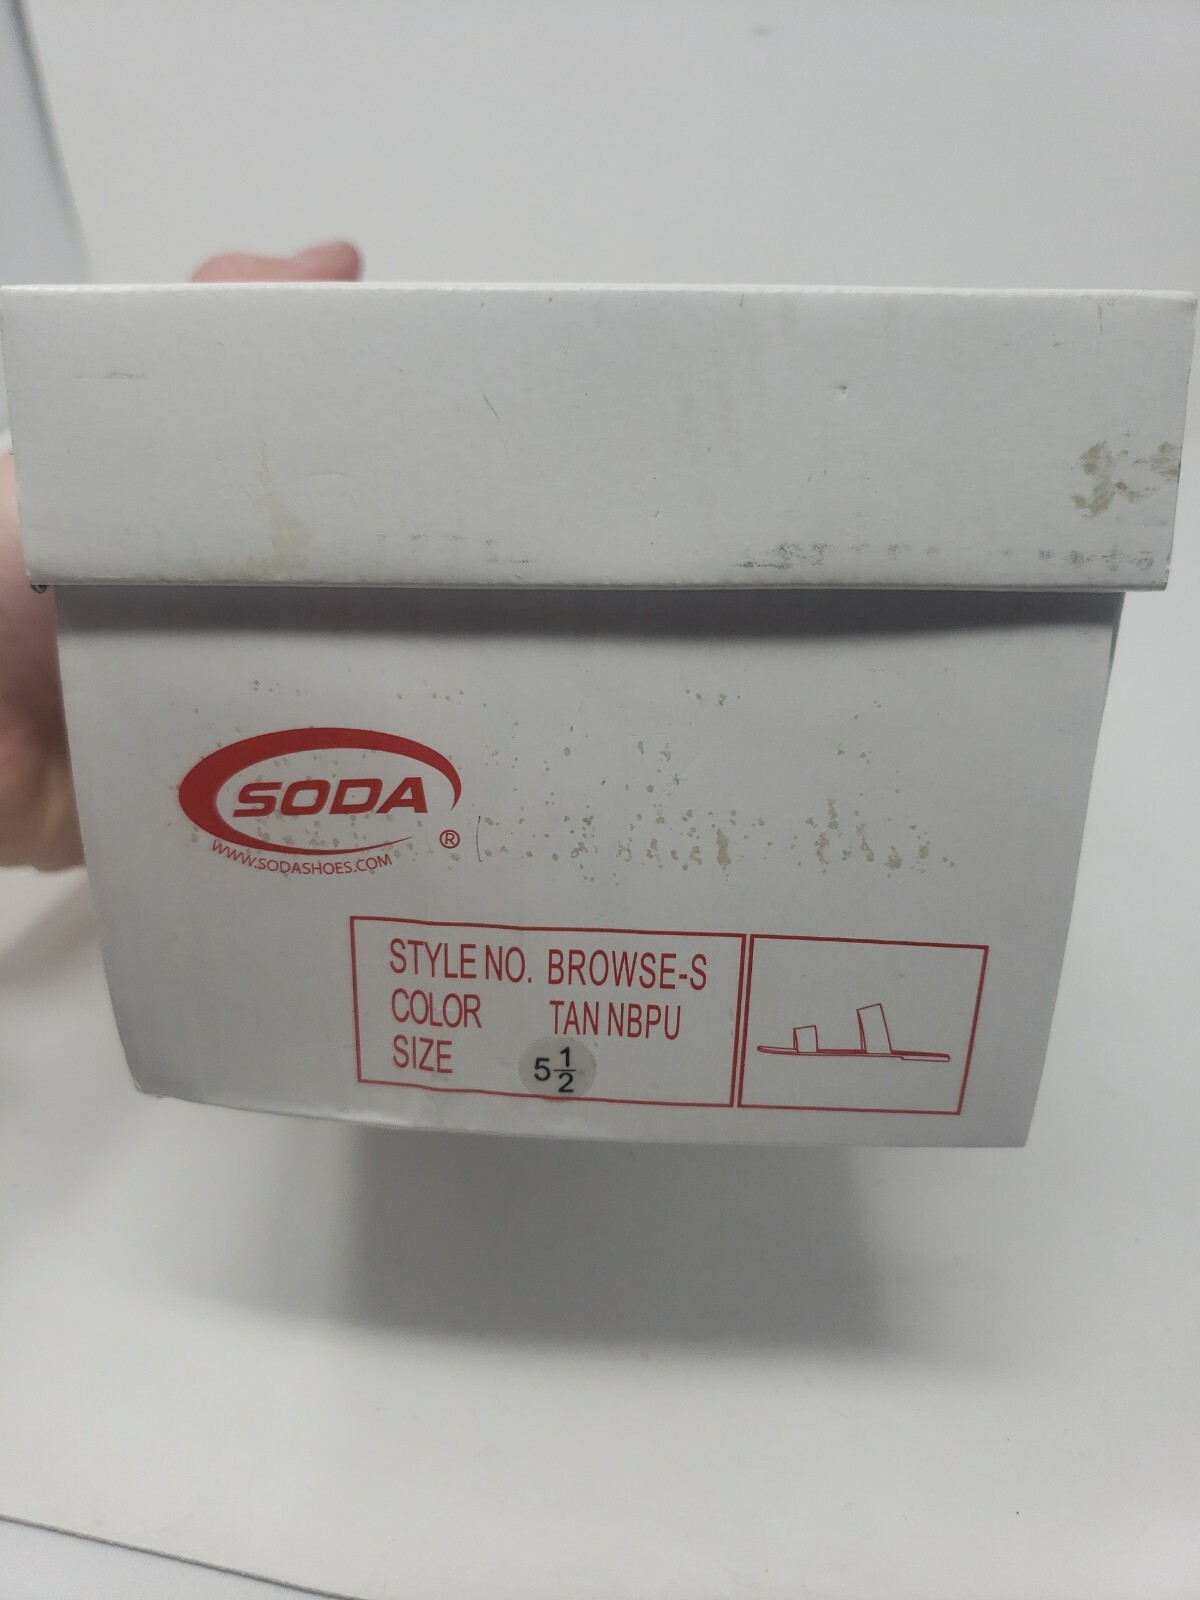 SODA
®
WWW.SODASHOES.COM
STYLE NO. BROWSE-S
COLOR TAN NBPU
SIZE 5 1/2